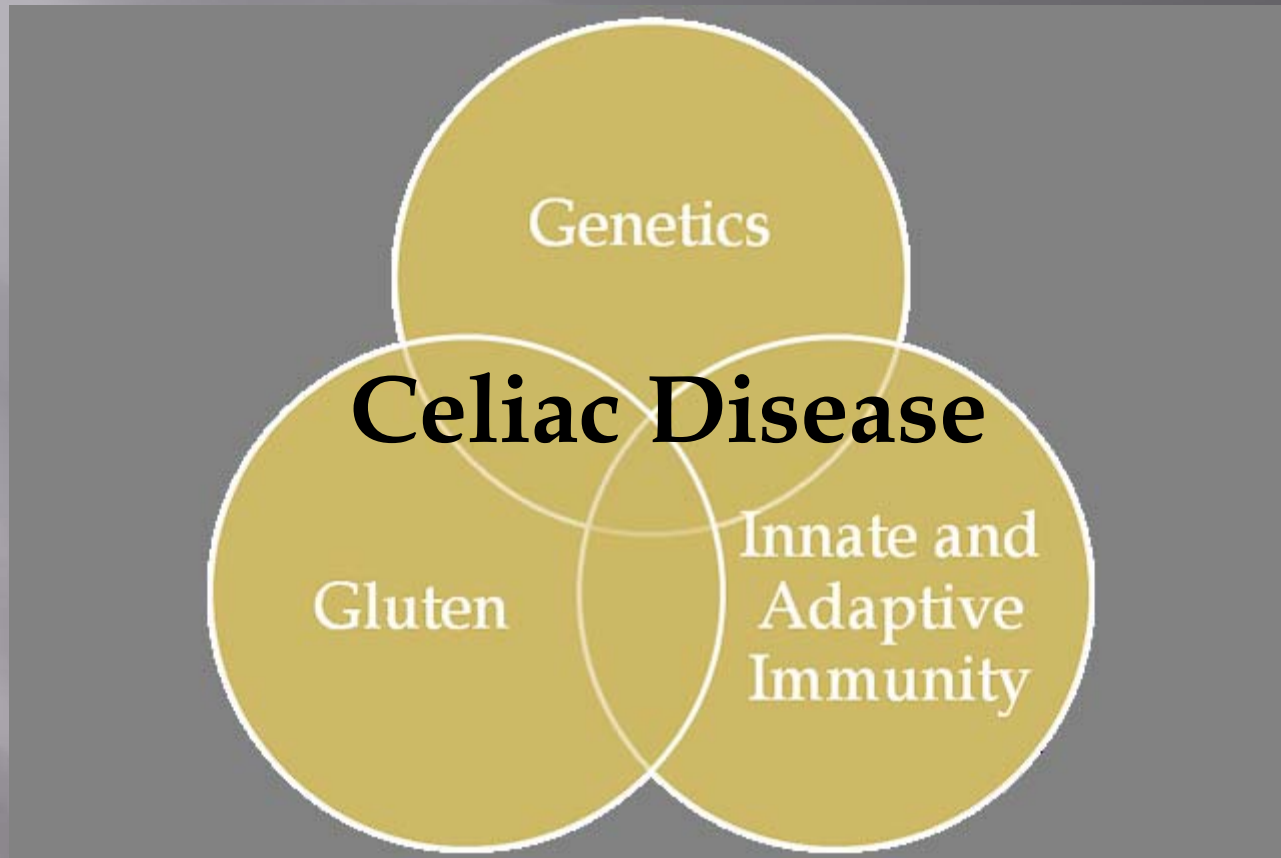 Genetics
Celiac Disease
Gluten
Innate and
Adaptive
Immunity